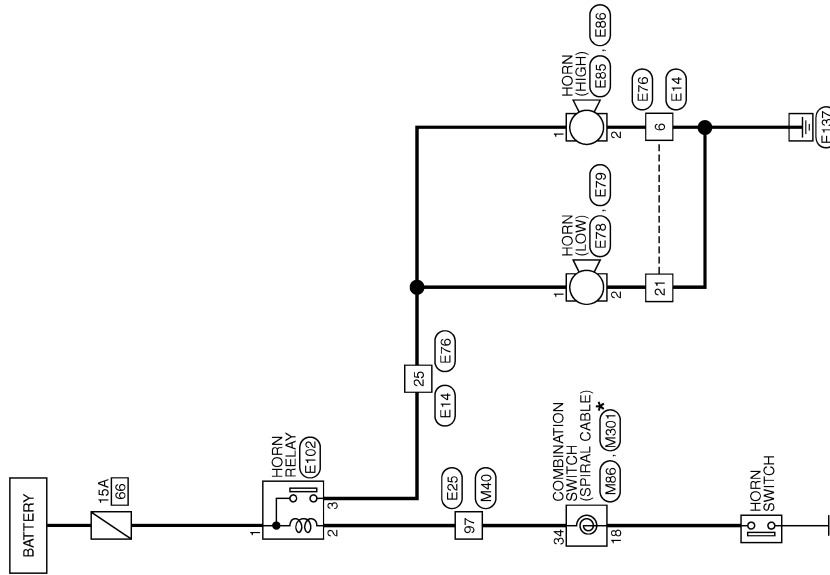 BATTERY
15A
66
1
HORN
RELAY
E102
2
3
E25
97
M40
34
COMBINATION
SWITCH
(SPIRAL CABLE)
M86 , M301
*
18
HORN
SWITCH
E76
25
E14
HORN
(LOW)
E78 , E79
1
2
21
HORN
(HIGH)
E85 , E86
1
2
E76
6
E14
E137